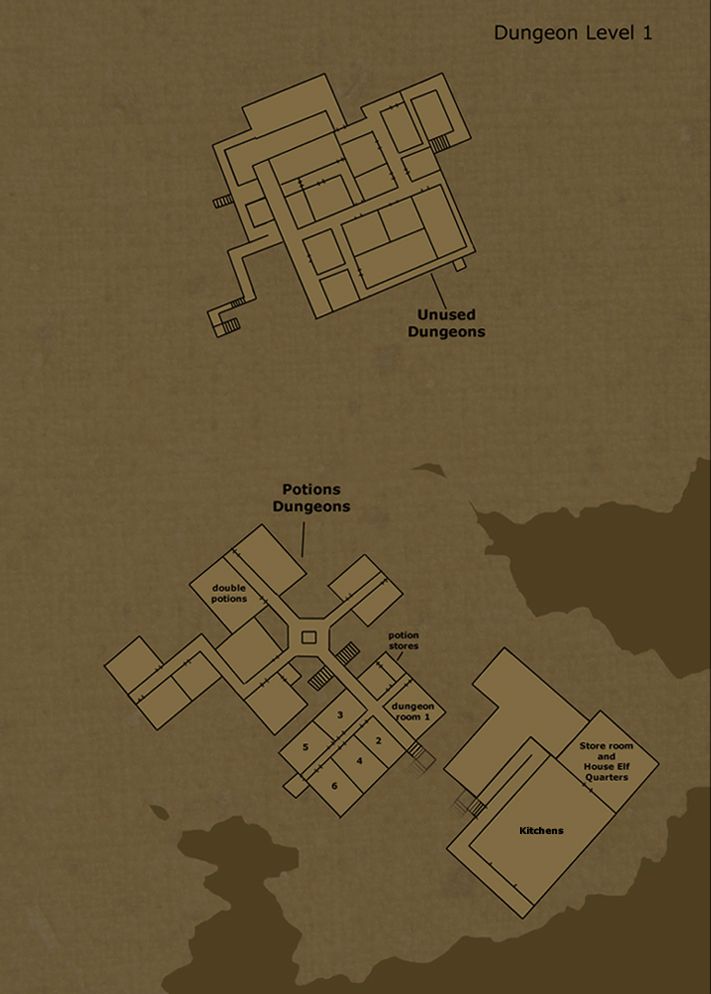 Dungeon Level 1
Unused
Dungeons
Potions
Dungeons
double
potions
potion
stores
dungeon
room 1
3
2
5
4
6
Store room
and
House Elf
Quarters
Kitchens